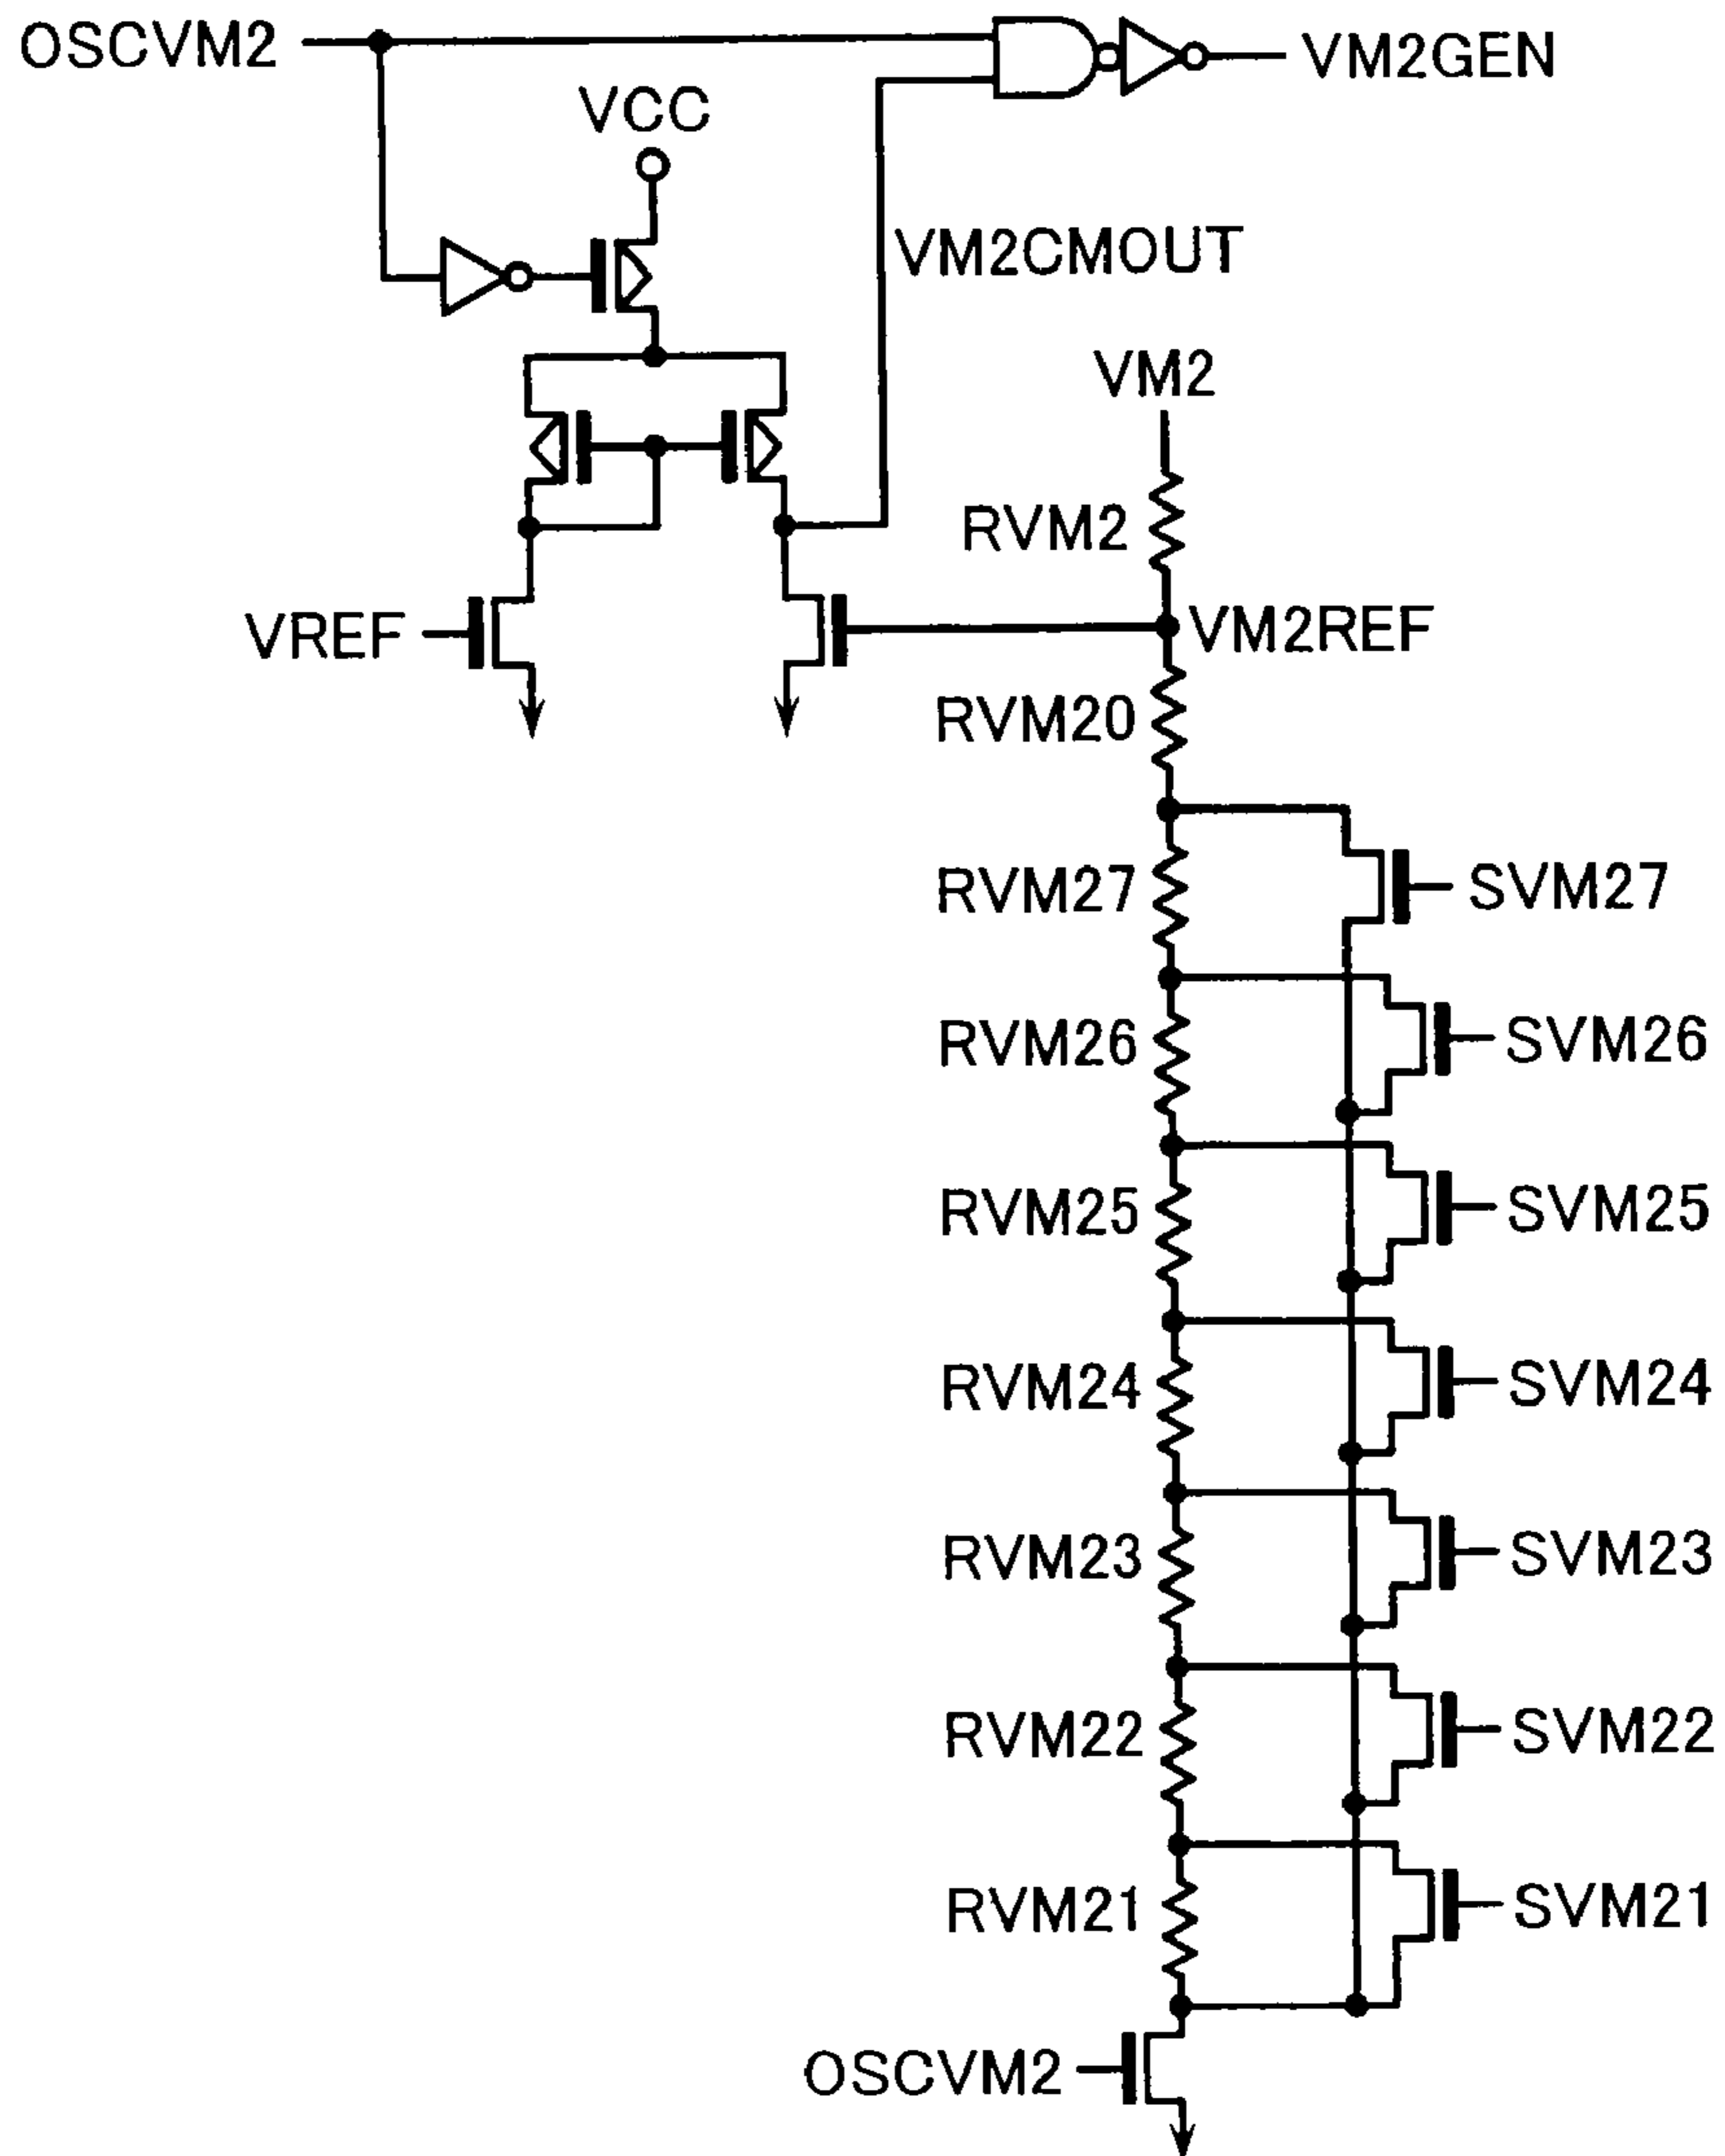 OSCVM2
VM2GEN
VCC
VM2CMOUT
VM2
RVM2
VREF
VM2REF
RVM20
RVM27
SVM27
RVM26
SVM26
RVM25
SVM25
RVM24
SVM24
RVM23
SVM23
RVM22
SVM22
RVM21
SVM21
OSCVM2